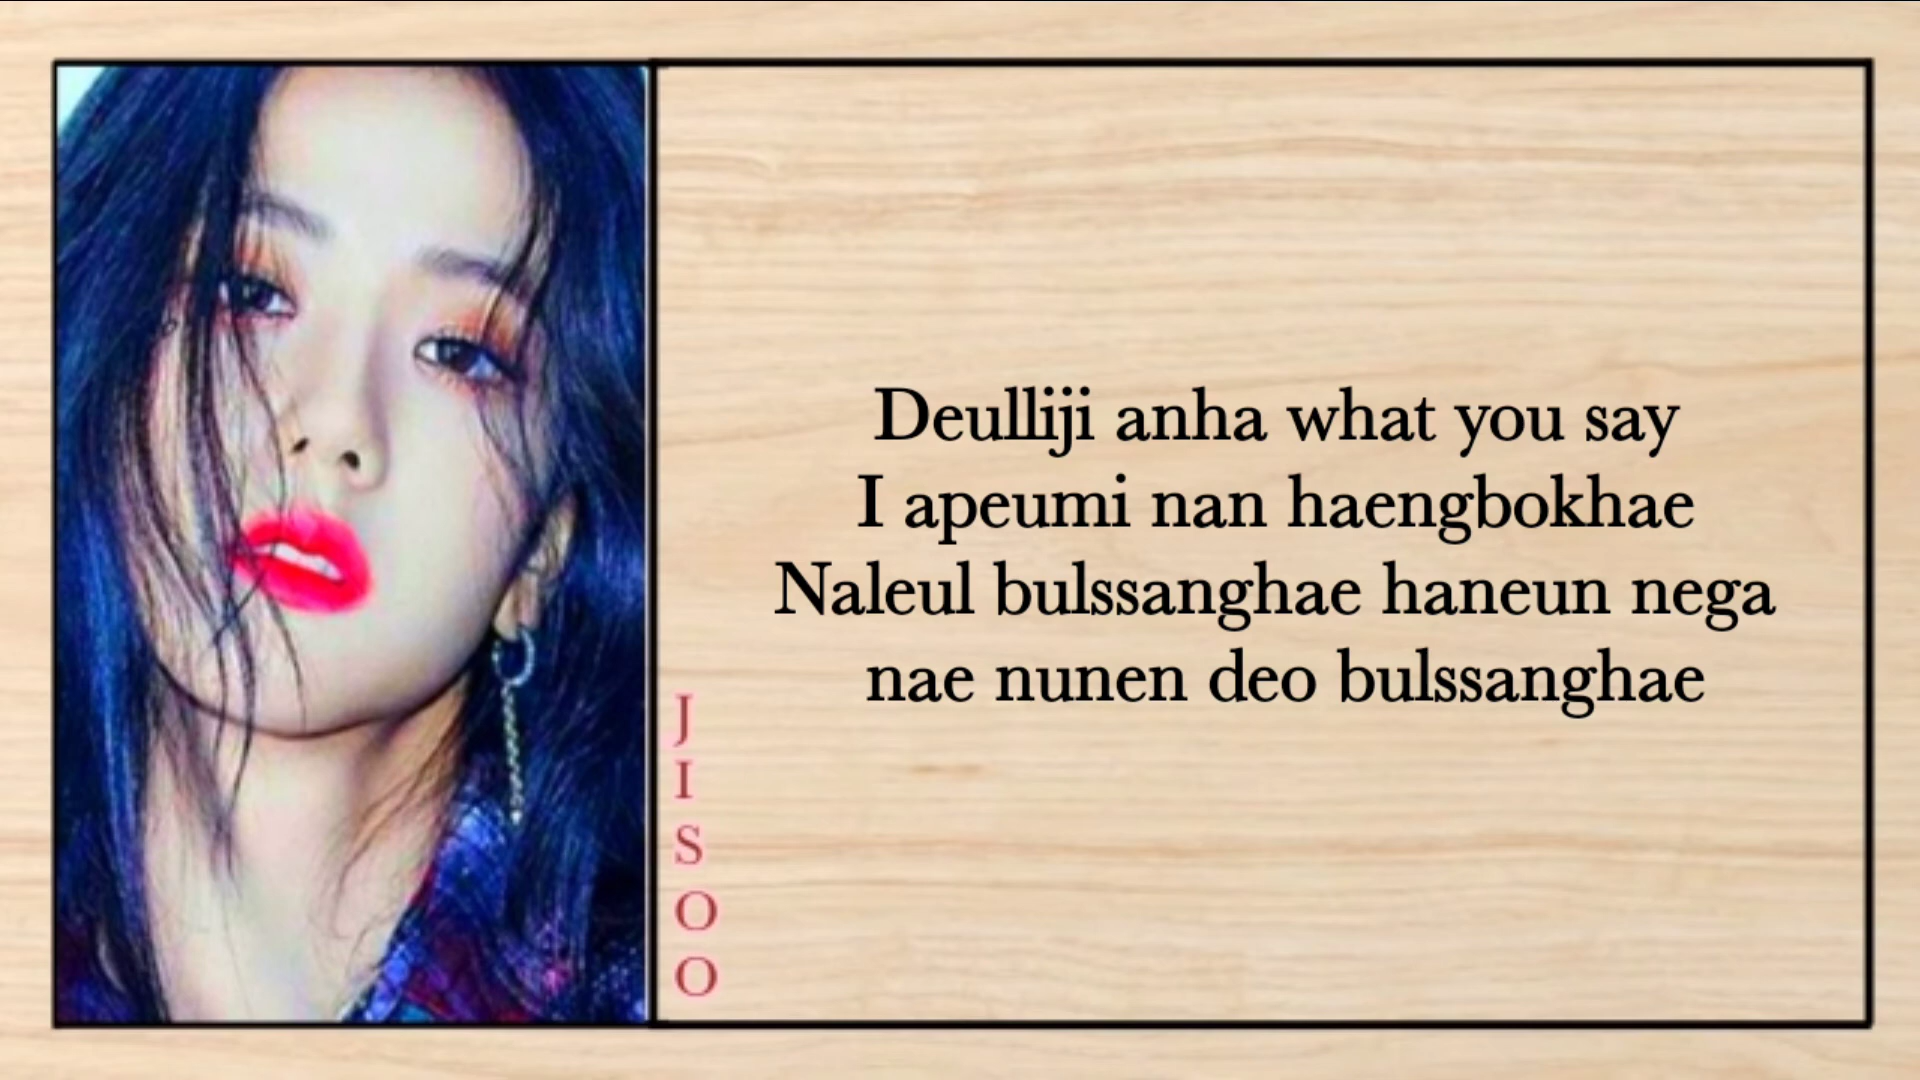 Deulliji anha what you say
I apeumi nan haengbokhae
Naleul bulssanghae haneun nega
nae nunen deo bulssanghae
JISOO